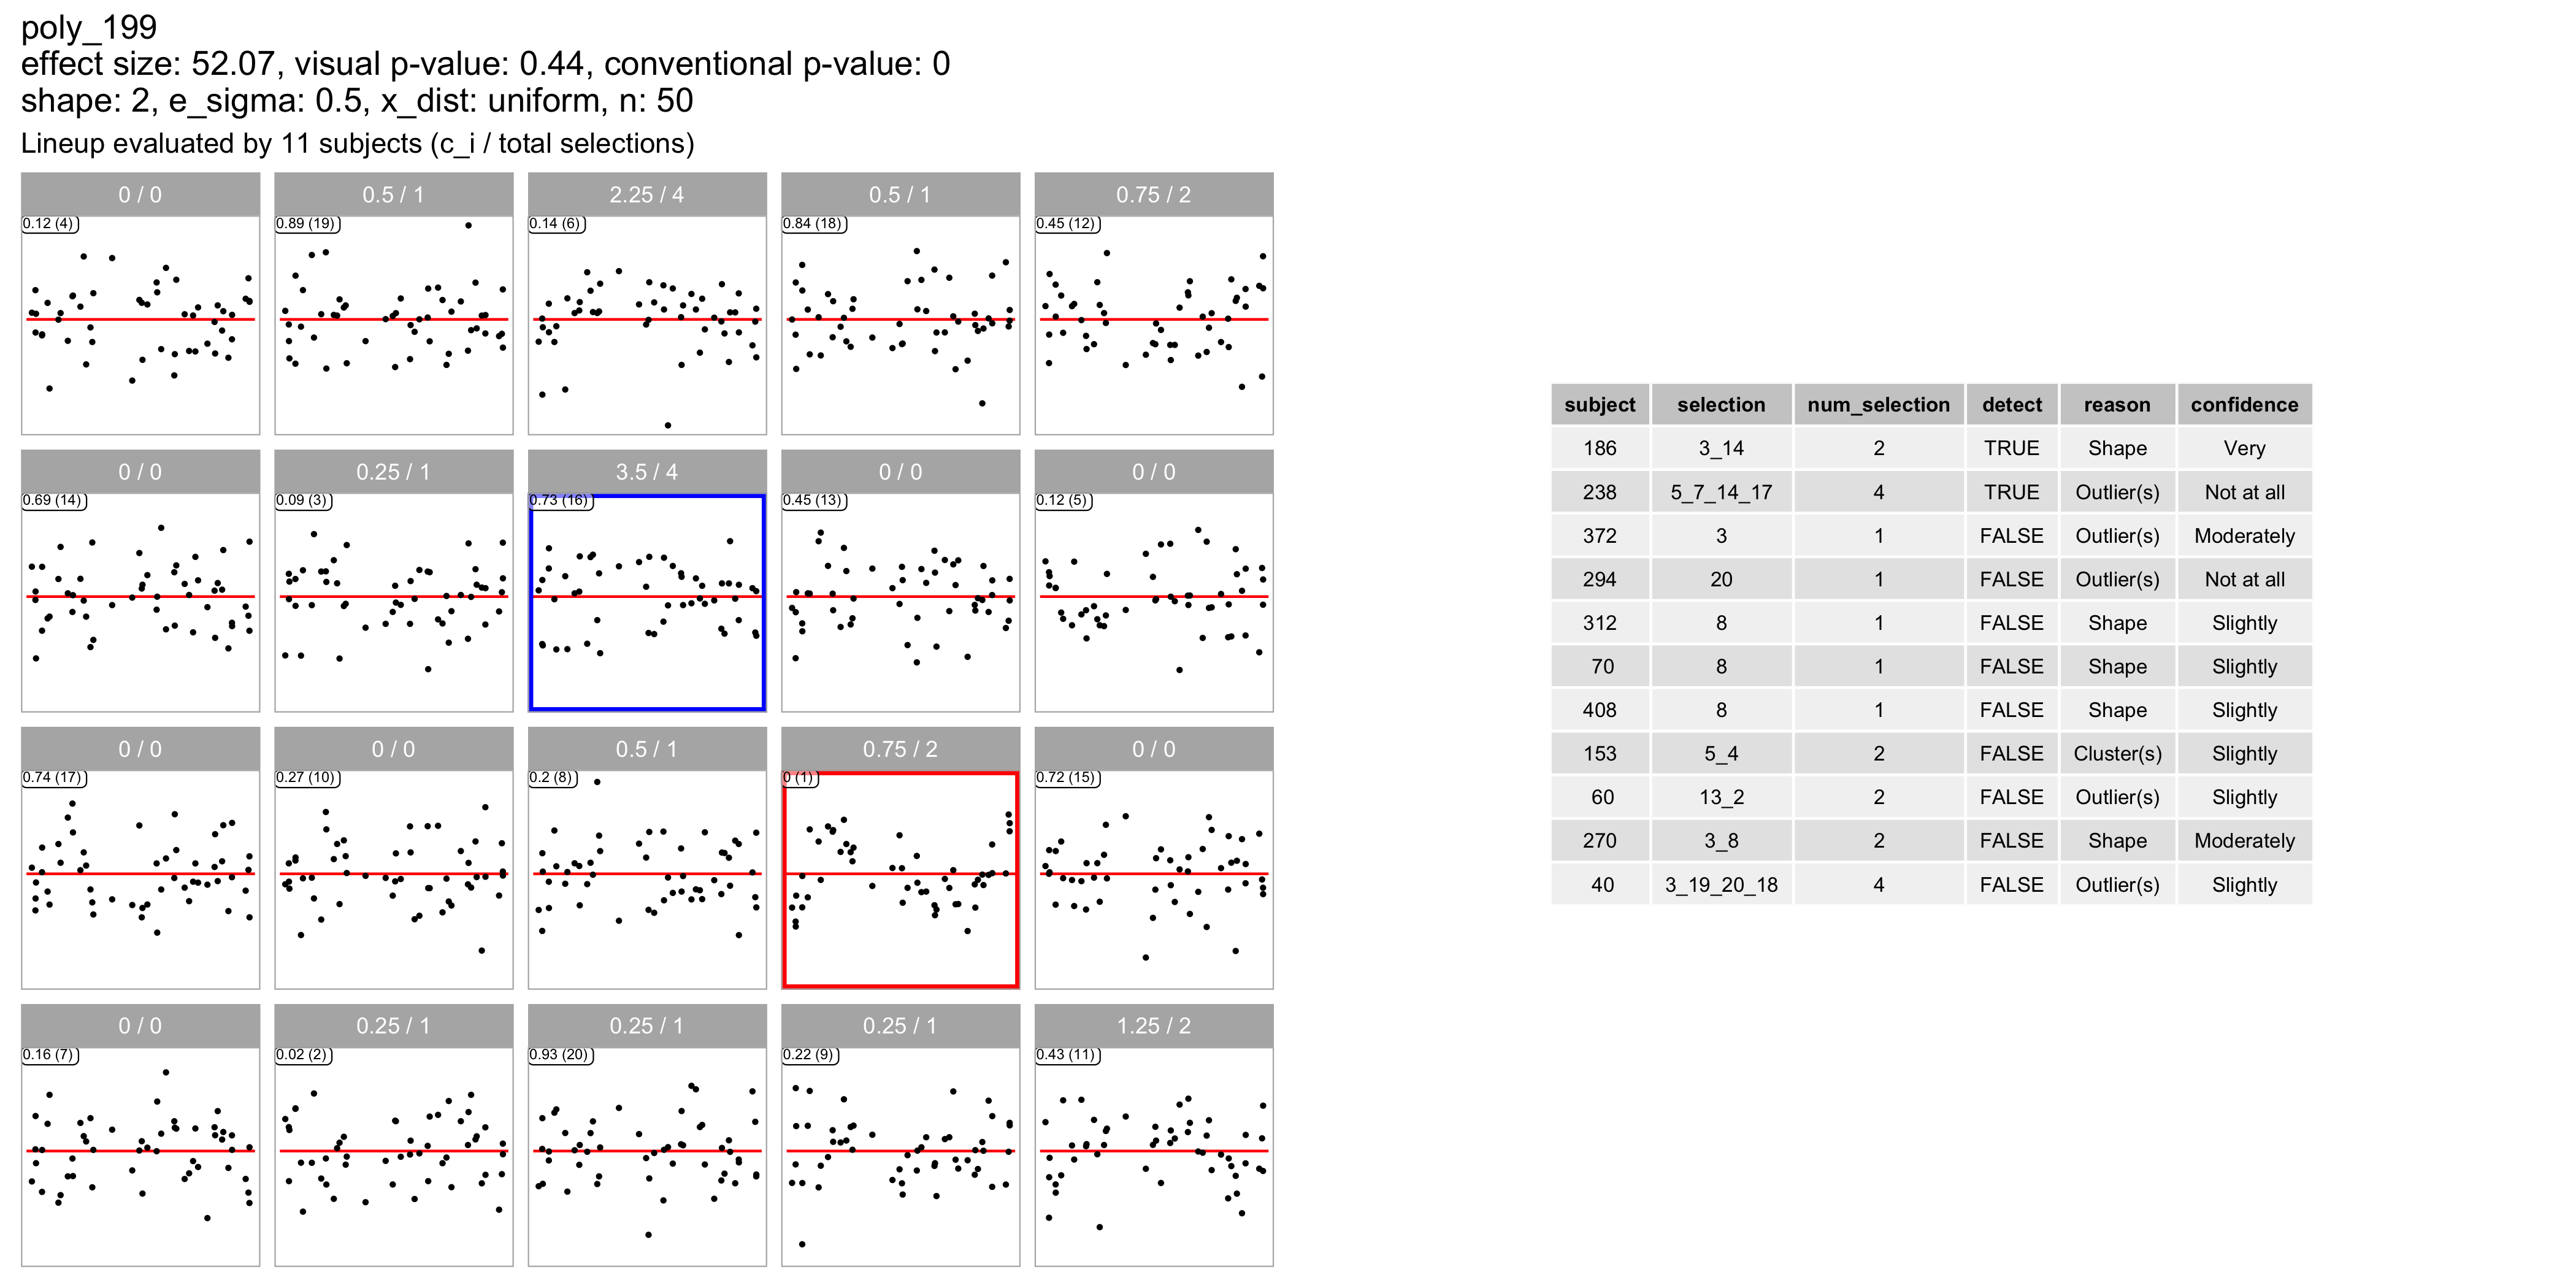 poly_199
effect size: 52.07, visual p-value: 0.44, conventional p-value: 0
shape: 2, e_sigma: 0.5, x_dist: uniform, n: 50
Lineup evaluated by 11 subjects (c_i / total selections)
0 / 0 0.5 / 1 2.25 / 4 0.5 / 1 0.75 / 2
0.12 (4) 0.89 (19) 0.14 (6) 0.84 (18) 0.45 (12)
0 / 0 0.25 / 1 3.5 / 4 0 / 0 0 / 0
0.69 (14) 0.09 (3) 0.73 (16) 0.45 (13) 0.12 (5)
0 / 0 0 / 0 0.5 / 1 0.75 / 2 0 / 0
0.74 (17) 0.27 (10) 0.2 (8) 0 (1) 0.72 (15)
0 / 0 0.25 / 1 0.25 / 1 0.25 / 1 1.25 / 2
0.16 (7) 0.02 (2) 0.93 (20) 0.22 (9) 0.43 (11)
subject selection num_selection detect reason confidence
186 3_14 2 TRUE Shape Very
238 5_7_14_17 4 TRUE Outlier(s) Not at all
372 3 1 FALSE Outlier(s) Moderately
294 20 1 FALSE Outlier(s) Not at all
312 8 1 FALSE Shape Slightly
70 8 1 FALSE Shape Slightly
408 8 1 FALSE Shape Slightly
153 5_4 2 FALSE Cluster(s) Slightly
60 13_2 2 FALSE Outlier(s) Slightly
270 3_8 2 FALSE Shape Moderately
40 3_19_20_18 4 FALSE Outlier(s) Slightly